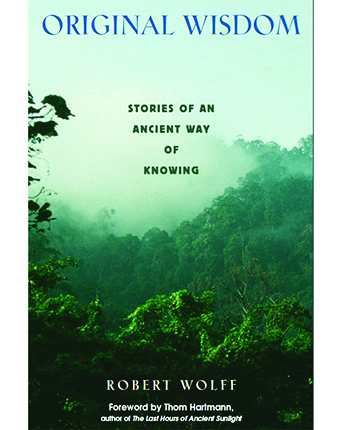 ORIGINAL WISDOM
STORIES OF AN
ANCIENT WAY
OF
KNOWING
ROBERT WOLFF
Foreword by Thom Hartmann,
author of The Last Hours of Ancient Sunlight